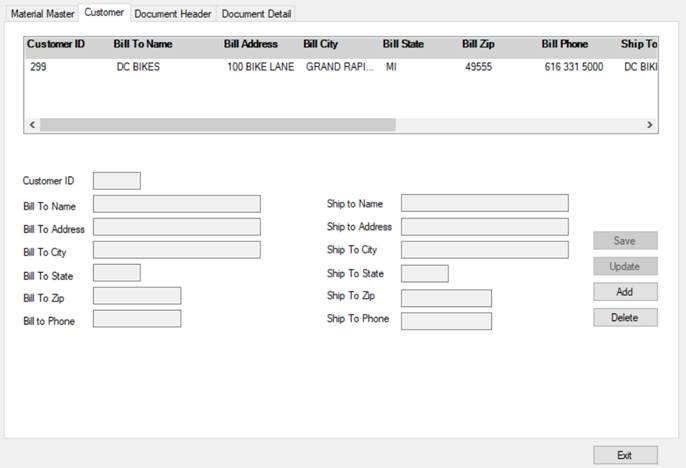 Material Master Customer Document Header Document Detail
Customer ID Bill To Name Bill Address Bill City Bill State Bill Zip Bill Phone Ship To
299 DC BIKES 100 BIKE LANE GRAND RAPI... MI 49555 616 331 5000 DC BIKI
Customer ID
Bill To Name Ship to Name
Bill To Address Ship to Address
Bill To City Ship To City Save
Bill To State Ship To State Update
Bill To Zip Ship To Zip Add
Bill to Phone Ship To Phone Delete
Exit